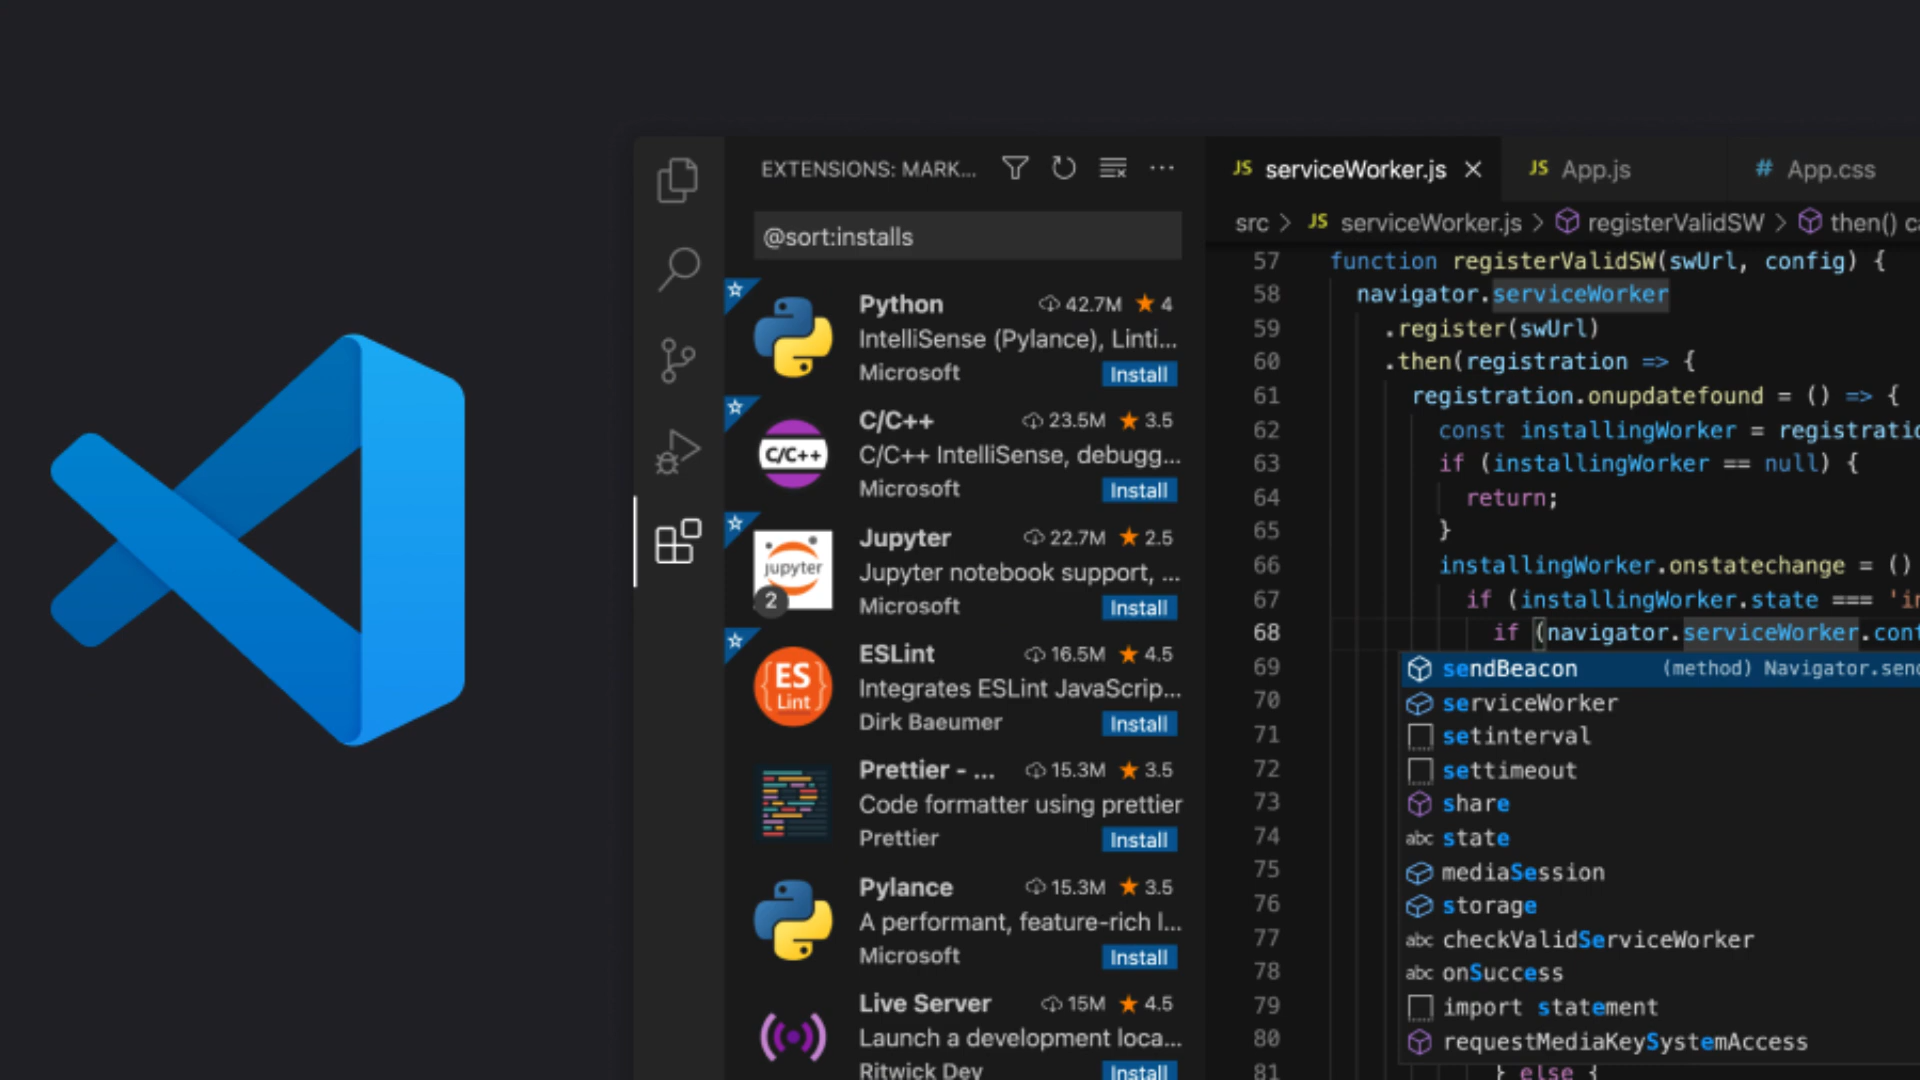 EXTENSIONS: MARK...
@sort:installs
Python 42.7M 4
IntelliSense (Pylance), Linti...
Microsoft Install
C/C++
C/C++ 23.5M 3.5
C/C++ IntelliSense, debugg...
Microsoft Install
jupyter
2
Jupyter 22.7M 2.5
Jupyter notebook support, ...
Microsoft Install
ES
Lint
ESLint 16.5M 4.5
Integrates ESLint JavaScrip...
Dirk Baeumer Install
Prettier - ... 15.3M 3.5
Code formatter using prettier
Prettier Install
Pylance 15.3M 3.5
A performant, feature-rich l...
Microsoft Install
Live Server 15M 4.5
Launch a development loca...
Ritwick Dey Install
JS serviceWorker.js JS App.js # App.css
src > JS serviceWorker.js > registerValidSW > then() ca
57 function registerValidSW(swUrl, config) {
58 navigator.serviceWorker
59 .register(swUrl)
60 .then(registration => {
61 registration.onupdatefound = () => {
62 const installingWorker = registratio
63 if (installingWorker == null) {
64 return;
65 }
66 installingWorker.onstatechange = ()
67 if (installingWorker.state === 'in
68 if (navigator.serviceWorker.cont
69 sendBeacon (method) Navigator.send
70 serviceWorker
71 setinterval
72 settimeout
73 share
74 abc state
75 mediaSession
76 storage
77 abc checkValidServiceWorker
78 abc onSuccess
79 import statement
80 requestMediaKeySystemAccess
81 } else {